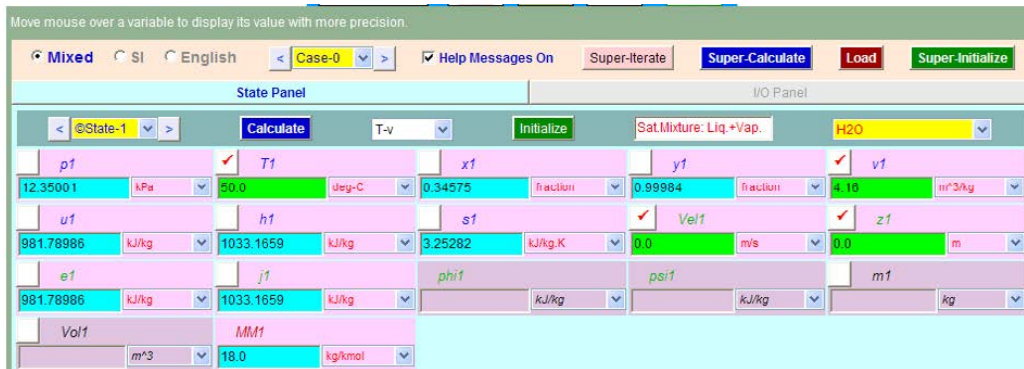 Move mouse over a variable to display its value with more precision.
Mixed SI English < Case-0 > Help Messages On Super-Iterate Super-Calculate Load Super-Initialize
State Panel I/O Panel
< ©State-1 > Calculate T-v Initialize Sat.Mixture: Liq.+Vap. H2O
p1 T1 x1 y1 v1
12.35001 kPa 50.0 deg-C 0.34575 fraction 0.99984 fraction 4.16 m^3/kg
u1 h1 s1 Vel1 z1
981.78986 kJ/kg 1033.1659 kJ/kg 3.25282 kJ/kg.K 0.0 m/s 0.0 m
e1 j1 phi1 psi1 m1
981.78986 kJ/kg 1033.1659 kJ/kg kJ/kg kJ/kg kg
Vol1 MM1
m^3 18.0 kg/kmol